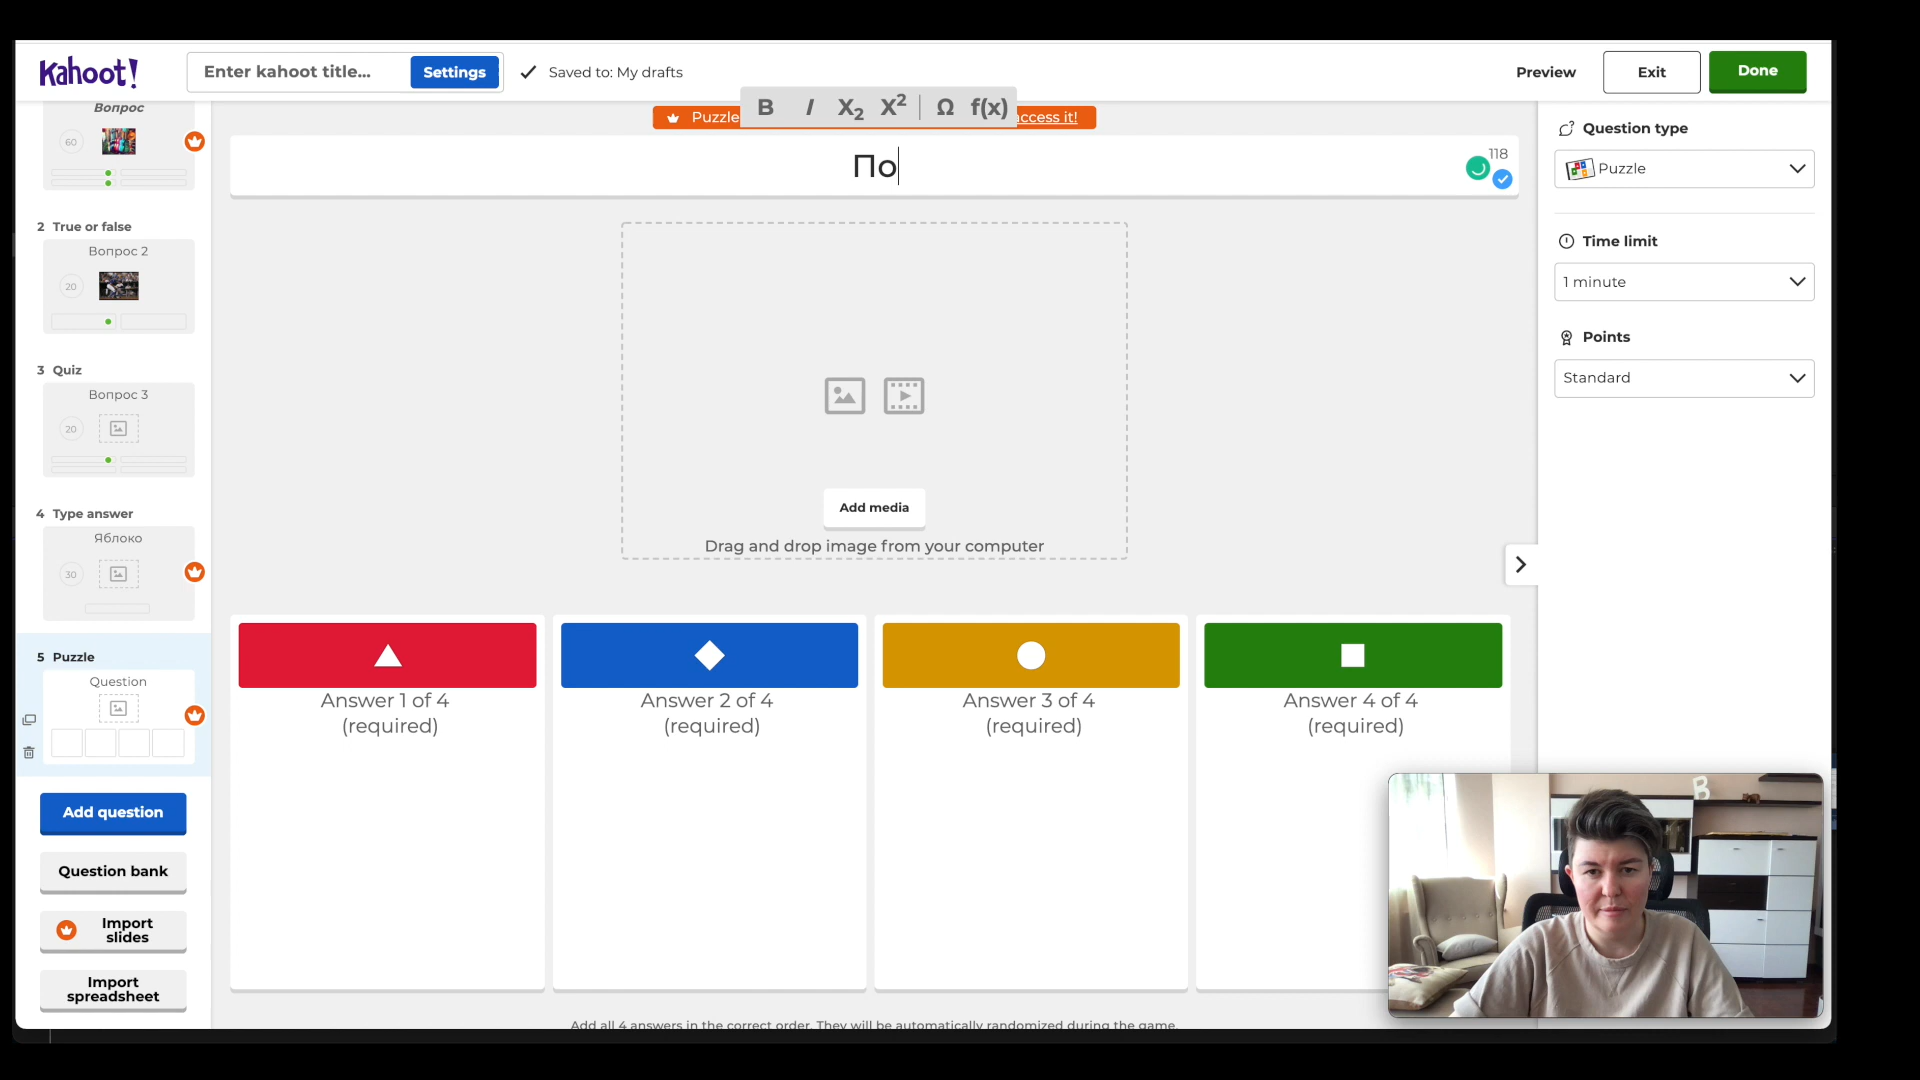 Kahoot!
Enter kahoot title...
Settings
Saved to: My drafts
Preview
Exit
Done
Вопрос
60
2 True or false
Вопрос 2
20
3 Quiz
Вопрос 3
20
4 Type answer
Яблоко
30
5 Puzzle
Question
Add question
Question bank
Import
slides
Import
spreadsheet
B I X2 X2 Ω f(x)
Puzzle
access it!
По
118
Add media
Drag and drop image from your computer
Answer 1 of 4
(required)
Answer 2 of 4
(required)
Answer 3 of 4
(required)
Answer 4 of 4
(required)
Add all 4 answers in the correct order. They will be automatically randomized during the game.
Question type
Puzzle
Time limit
1 minute
Points
Standard
B